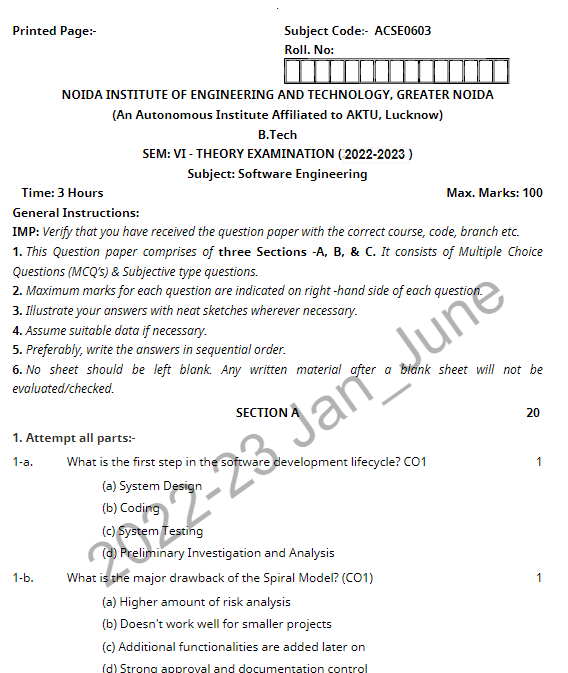 Printed Page:- Subject Code:- ACSE0603
Roll. No:
NOIDA INSTITUTE OF ENGINEERING AND TECHNOLOGY, GREATER NOIDA
(An Autonomous Institute Affiliated to AKTU, Lucknow)
B.Tech
SEM: VI - THEORY EXAMINATION (2022-2023 )
Subject: Software Engineering
Time: 3 Hours Max. Marks: 100
General Instructions:
IMP: Verify that you have received the question paper with the correct course, code, branch etc.
1. This Question paper comprises of three Sections -A, B, & C. It consists of Multiple Choice
Questions (MCQ's) & Subjective type questions.
2. Maximum marks for each question are indicated on right -hand side of each question.
3. Illustrate your answers with neat sketches wherever necessary.
4. Assume suitable data if necessary.
5. Preferably, write the answers in sequential order.
6. No sheet should be left blank. Any written material after a blank sheet will not be
evaluated/checked.
SECTION A 20
1. Attempt all parts:-
1-a. What is the first step in the software development lifecycle? CO1 1
(a) System Design
(b) Coding
(c) System Testing
(d) Preliminary Investigation and Analysis
1-b. What is the major drawback of the Spiral Model? (CO1) 1
(a) Higher amount of risk analysis
(b) Doesn't work well for smaller projects
(c) Additional functionalities are added later on
(d) Strong approval and documentation control
2022-23 Jan_June